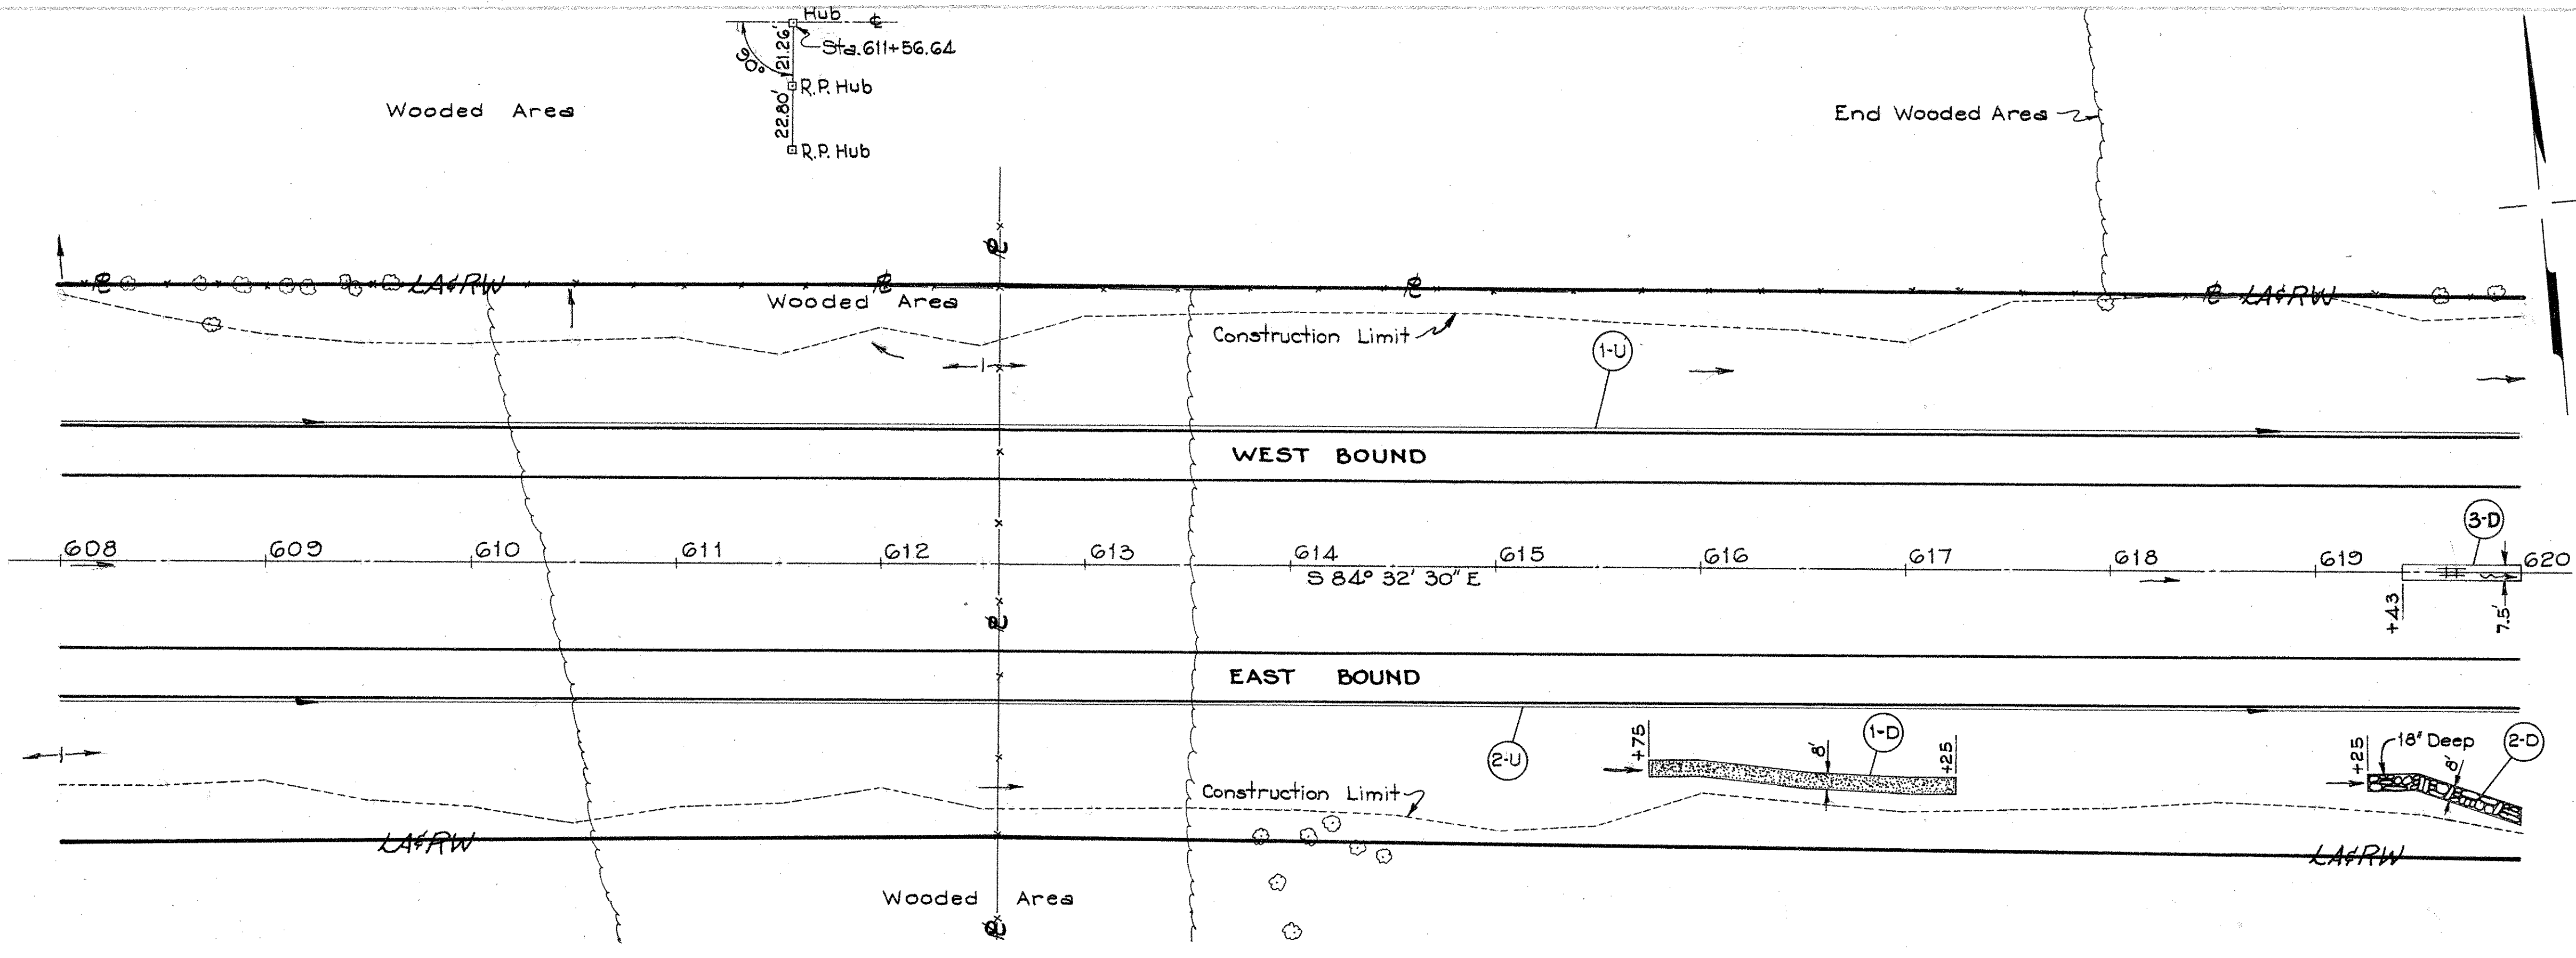 Hub ℄
Sta. 611+56.64
90°
21.26'
R.P. Hub
22.80'
R.P. Hub
Wooded Area
End Wooded Area
LA&RW
LA&RW
Wooded Area
Construction Limit
1-U
WEST BOUND
3-D
608 609 610 611 612 613 614 615 616 617 618 619 620
S 84° 32' 30" E
+43
7.5'
EAST BOUND
2-U
+75
8'
1-D
+25
+25
18" Deep
8'
2-D
Construction Limit
LA&RW
LA&RW
Wooded Area